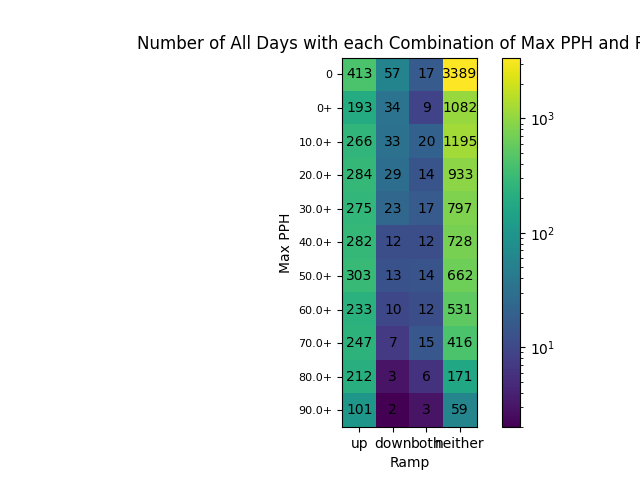 Number of All Days with each Combination of Max PPH and
Max PPH
0 413 57 17 3389
0+ 193 34 9 1082
10.0+ 266 33 20 1195
20.0+ 284 29 14 933
30.0+ 275 23 17 797
40.0+ 282 12 12 728
50.0+ 303 13 14 662
60.0+ 233 10 12 531
70.0+ 247 7 15 416
80.0+ 212 3 6 171
90.0+ 101 2 3 59
up down both neither
Ramp
10³
10²
10¹